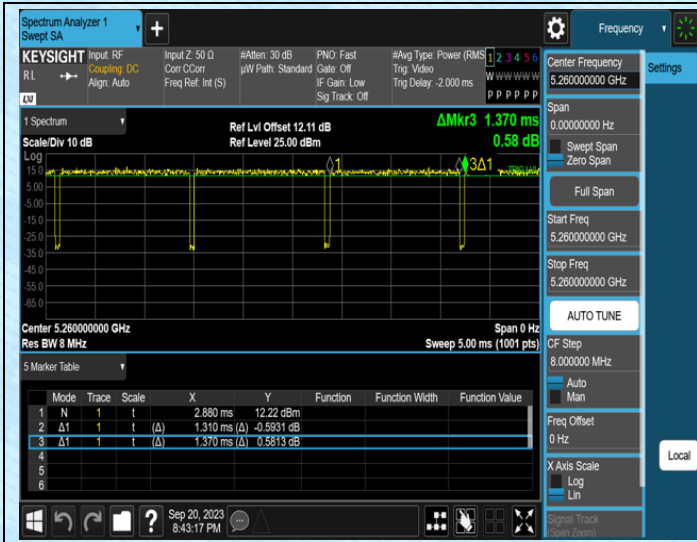 Spectrum Analyzer 1
Swept SA
Frequency
KEYSIGHT Input: RF Input Z: 50 Ω #Atten: 30 dB PNO: Fast #Avg Type: Power (RMS 1 2 3 4 5 6
RL Coupling: DC Corr CCorr µW Path: Standard Gate: Off Trig: Video W W W W W W
Align: Auto Freq Ref: Int (S) IF Gain: Low Trig Delay: -2.000 ms
Sig Track: Off P P P P P P
LXI
1 Spectrum
Ref Lvl Offset 12.11 dB ΔMkr3 1.370 ms
Scale/Div 10 dB Ref Level 25.00 dBm 0.58 dB
Log
15.0
5.00
-5.00
-15.0
-25.0
-35.0
-45.0
-55.0
-65.0
1
3Δ1
Center 5.260000000 GHz Span 0 Hz
Res BW 8 MHz Sweep 5.00 ms (1001 pts)
5 Marker Table
Mode Trace Scale X Y Function Function Width Function Value
1 N 1 t 2.880 ms 12.22 dBm
2 Δ1 1 t (Δ) 1.310 ms (Δ) -0.5931 dB
3 Δ1 1 t (Δ) 1.370 ms (Δ) 0.5813 dB
4
5
6
Sep 20, 2023
8:43:17 PM
?
Center Frequency
5.260000000 GHz
Settings
Span
0.00000000 Hz
Swept Span
Zero Span
Full Span
Start Freq
5.260000000 GHz
Stop Freq
5.260000000 GHz
AUTO TUNE
CF Step
8.000000 MHz
Auto
Man
Freq Offset
0 Hz
X Axis Scale
Log
Lin
Local
Signal Track
(Span Zoom)